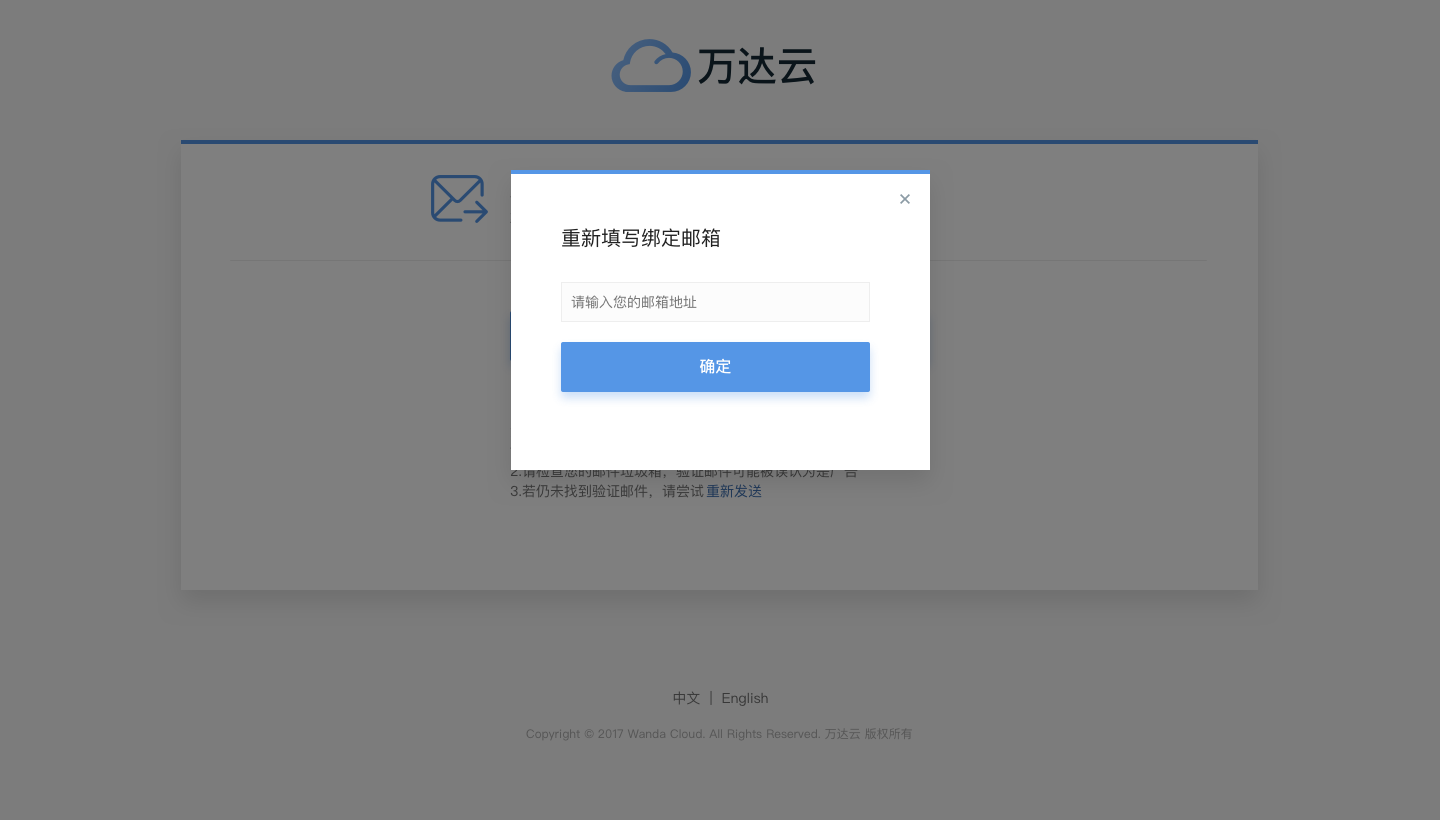 万达云
重新填写绑定邮箱
请输入您的邮箱地址
确定
2.请检查您的邮件垃圾箱，验证邮件可能被误认为是广告
3.若仍未找到验证邮件，请尝试 重新发送
中文 | English
Copyright © 2017 Wanda Cloud. All Rights Reserved. 万达云 版权所有